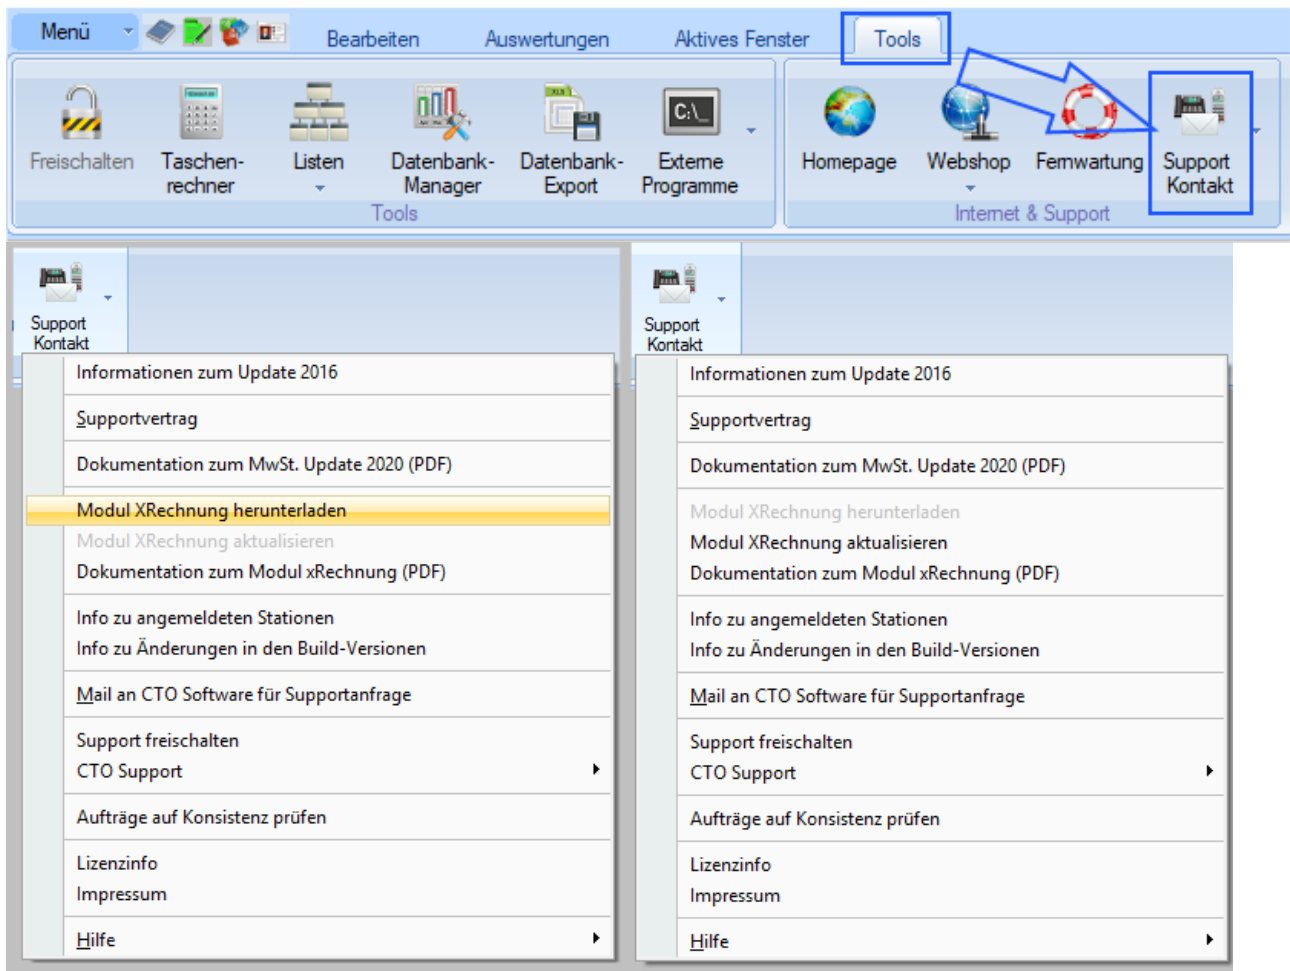 Menü Bearbeiten Auswertungen Aktives Fenster Tools
Freischalten Taschen- Listen Datenbank- Datenbank- Externe Homepage Webshop Fernwartung Support
rechner Manager Export Programme Kontakt
Tools Internet & Support
Support
Kontakt
Informationen zum Update 2016
Supportvertrag
Dokumentation zum MwSt. Update 2020 (PDF)
Modul XRechnung herunterladen
Modul XRechnung aktualisieren
Dokumentation zum Modul xRechnung (PDF)
Info zu angemeldeten Stationen
Info zu Änderungen in den Build-Versionen
Mail an CTO Software für Supportanfrage
Support freischalten
CTO Support
Aufträge auf Konsistenz prüfen
Lizenzinfo
Impressum
Hilfe
Support
Kontakt
Informationen zum Update 2016
Supportvertrag
Dokumentation zum MwSt. Update 2020 (PDF)
Modul XRechnung herunterladen
Modul XRechnung aktualisieren
Dokumentation zum Modul xRechnung (PDF)
Info zu angemeldeten Stationen
Info zu Änderungen in den Build-Versionen
Mail an CTO Software für Supportanfrage
Support freischalten
CTO Support
Aufträge auf Konsistenz prüfen
Lizenzinfo
Impressum
Hilfe